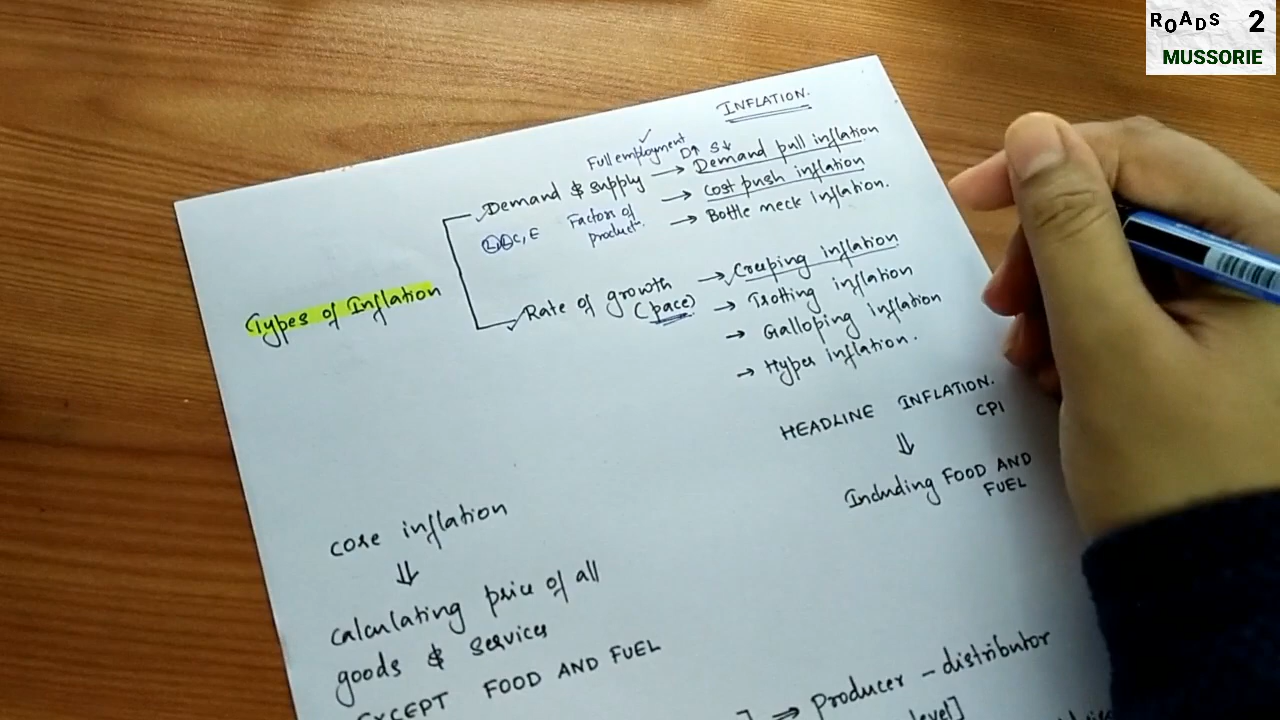 ROADS 2
MUSSORIE
INFLATION.
Full employment
D↑ S↓
Demand & supply → Demand pull inflation
→ Cost push inflation
→ Bottle neck Inflation.
L L C, E
Factors of
product.
Types of Inflation
Rate of growth
(pace)
→ Creeping inflation
→ Trotting inflation
→ Galloping inflation
→ Hyper inflation.
HEADLINE INFLATION.
CPI
⇓
Including FOOD AND
FUEL
core inflation
⇓
calculating price of all
goods & services
EXCEPT FOOD AND FUEL
] ⇒ producer - distributor
level]